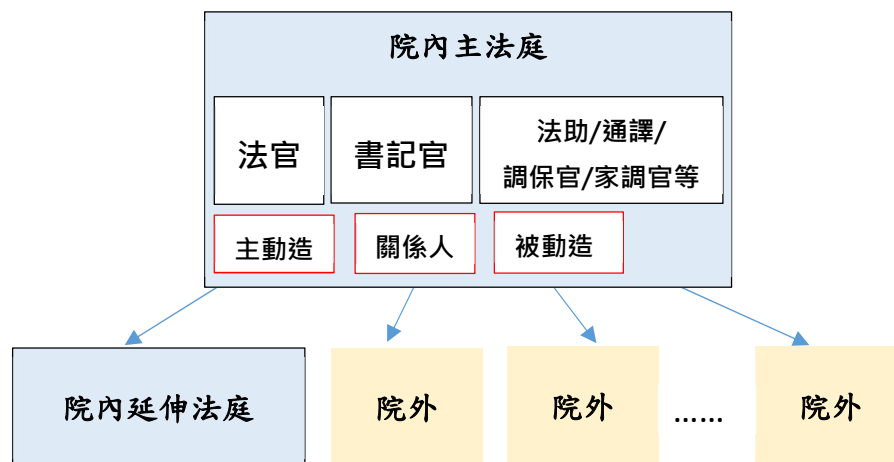 院內主法庭
法官
書記官
法助/通譯/
調保官/家調官等
主動造
關係人
被動造
院內延伸法庭
院外
院外
……
院外